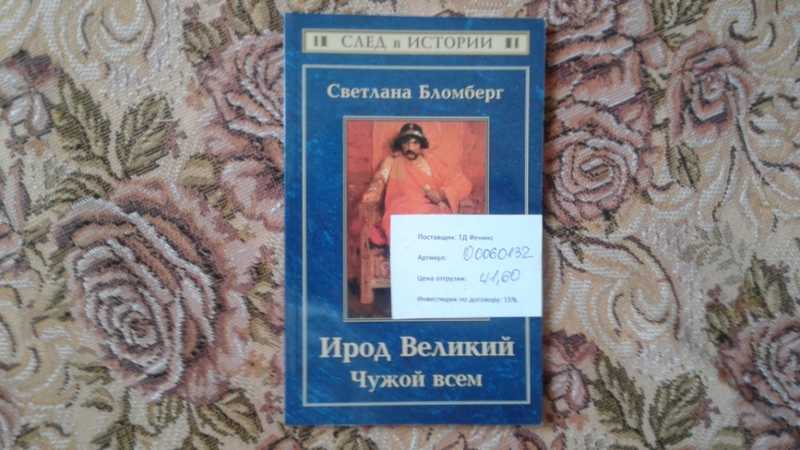 СЛЕД в ИСТОРИИ
Светлана Бломберг
Поставщик: ТД Феникс
Артикул: 00060132
Цена отгрузки: 41,60
Инвестиции по договору: 15%.
Ирод Великий
Чужой всем